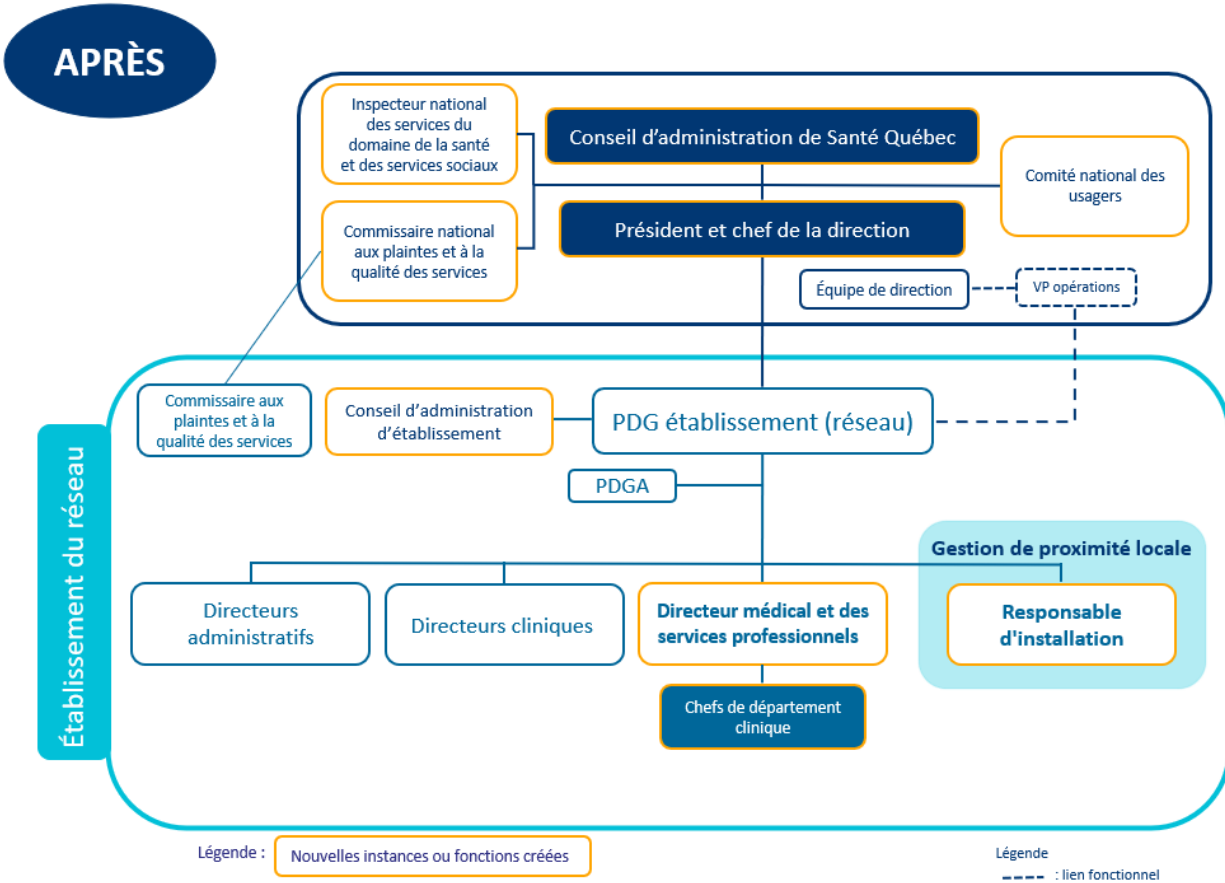 APRÈS
Inspecteur national
des services du
domaine de la santé
et des services sociaux
Conseil d'administration de Santé Québec
Comité national des
usagers
Commissaire national
aux plaintes et à la
qualité des services
Président et chef de la direction
Équipe de direction
VP opérations
Établissement du réseau
Commissaire aux
plaintes et à la
qualité des services
Conseil d'administration
d'établissement
PDG établissement (réseau)
PDGA
Gestion de proximité locale
Directeurs
administratifs
Directeurs cliniques
Directeur médical et des
services professionnels
Responsable
d'installation
Chefs de département
clinique
Légende :
Nouvelles instances ou fonctions créées
Légende
: lien fonctionnel